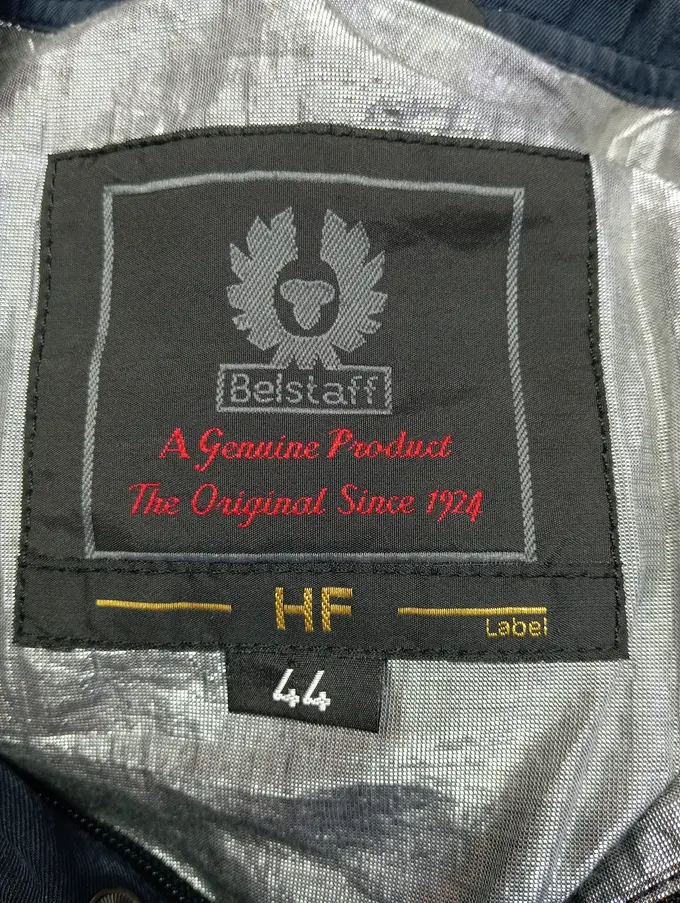 Belstaff
A Genuine Product
The Original Since 1924
HF
Label
44